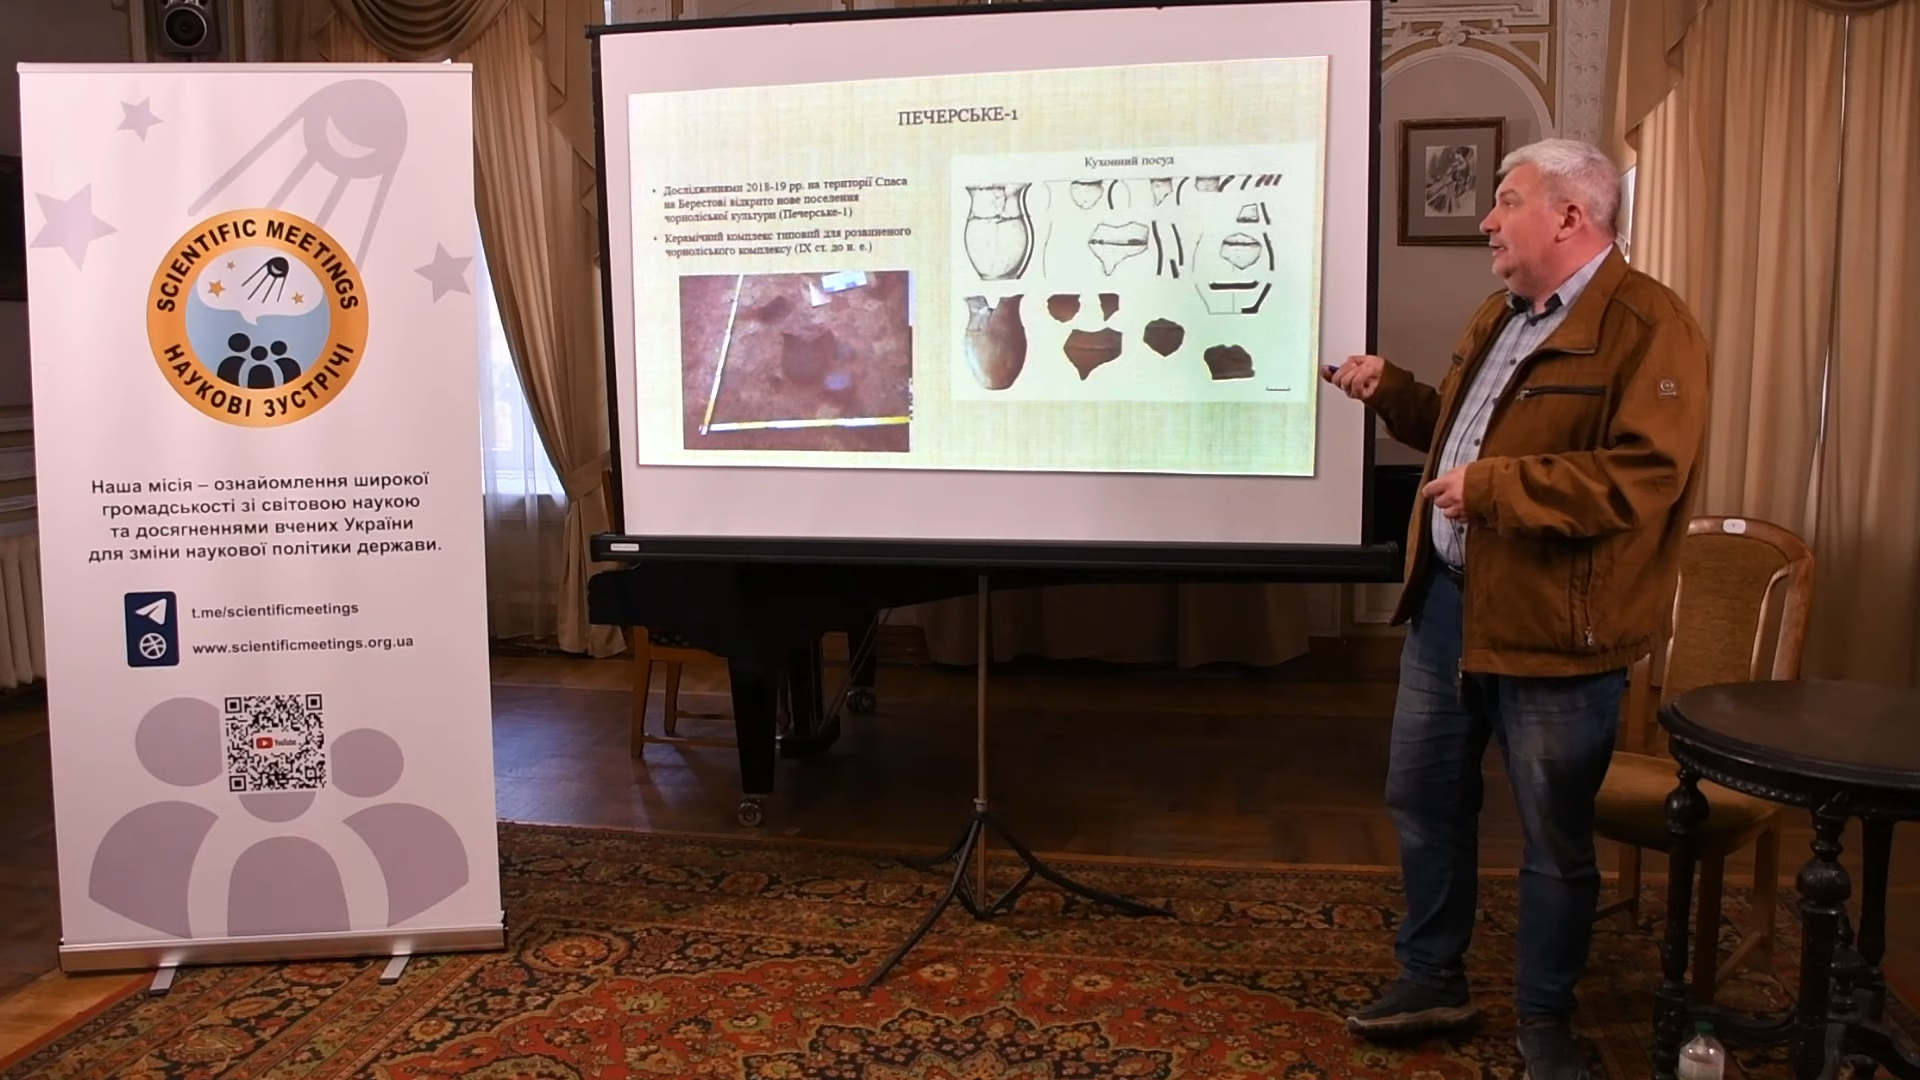 SCIENTIFIC MEETINGS
НАУКОВІ ЗУСТРІЧІ
Наша місія – ознайомлення широкої
громадськості зі світовою наукою
та досягненнями вчених України
для зміни наукової політики держави.
t.me/scientificmeetings
www.scientificmeetings.org.ua
YouTube
ПЕЧЕРСЬКЕ-1
• Дослідженнями 2018-19 рр. на території Спаса
на Берестові відкрито нове поселення
чорноліської культури (Печерське-1)
• Керамічний комплекс типовий для розвиненого
чорноліського комплексу (IX ст. до н. е.)
Кухонний посуд